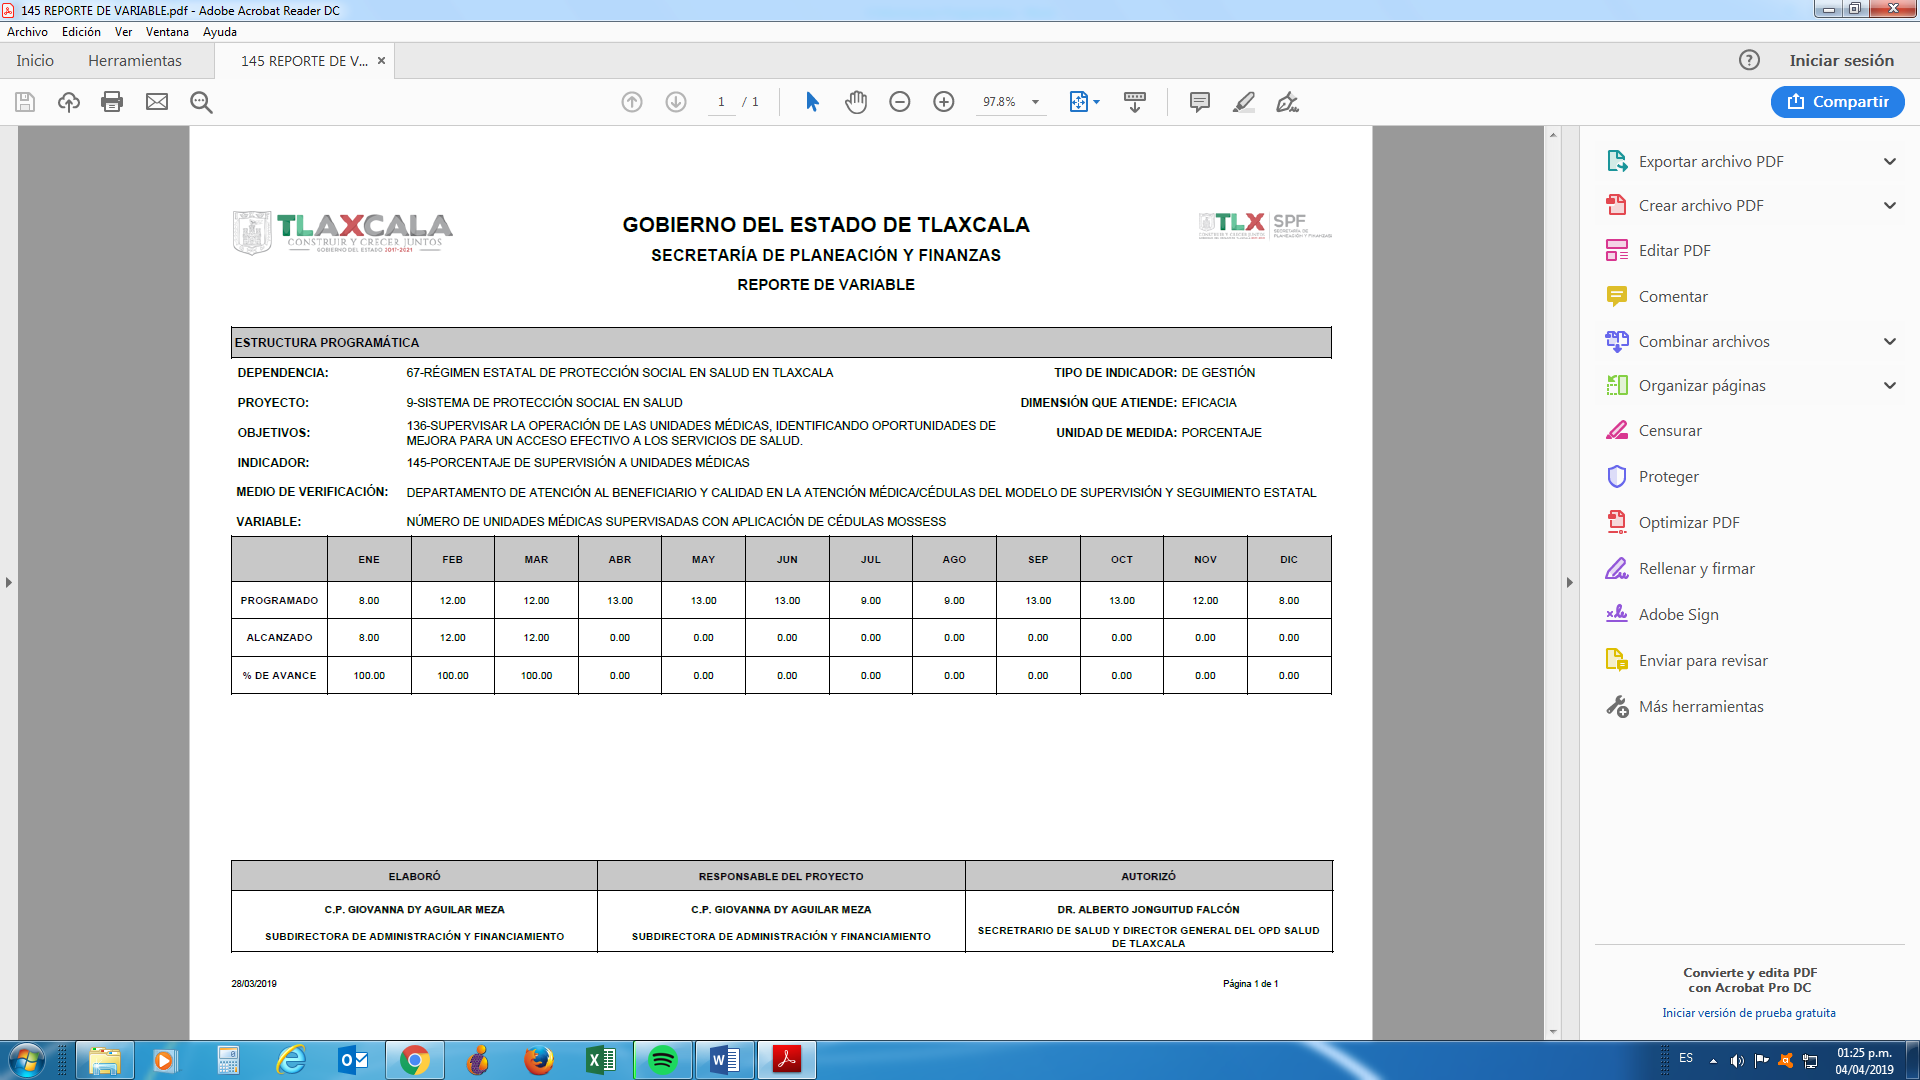 145 REPORTE DE VARIABLE.pdf - Adobe Acrobat Reader DC
Archivo Edición Ver Ventana Ayuda
Inicio Herramientas 145 REPORTE DE V... × Iniciar sesión
1 / 1 97.8% Compartir
TLAXCALA
CONSTRUIR Y CRECER JUNTOS
GOBIERNO DEL ESTADO 2017-2021
GOBIERNO DEL ESTADO DE TLAXCALA
SECRETARÍA DE PLANEACIÓN Y FINANZAS
REPORTE DE VARIABLE
TLX SPF
SECRETARÍA DE
PLANEACIÓN Y FINANZAS
ESTRUCTURA PROGRAMÁTICA
DEPENDENCIA: 67-RÉGIMEN ESTATAL DE PROTECCIÓN SOCIAL EN SALUD EN TLAXCALA TIPO DE INDICADOR: DE GESTIÓN
PROYECTO: 9-SISTEMA DE PROTECCIÓN SOCIAL EN SALUD DIMENSIÓN QUE ATIENDE: EFICACIA
OBJETIVOS: 136-SUPERVISAR LA OPERACIÓN DE LAS UNIDADES MÉDICAS, IDENTIFICANDO OPORTUNIDADES DE
MEJORA PARA UN ACCESO EFECTIVO A LOS SERVICIOS DE SALUD. UNIDAD DE MEDIDA: PORCENTAJE
INDICADOR: 145-PORCENTAJE DE SUPERVISIÓN A UNIDADES MÉDICAS
MEDIO DE VERIFICACIÓN: DEPARTAMENTO DE ATENCIÓN AL BENEFICIARIO Y CALIDAD EN LA ATENCIÓN MÉDICA/CÉDULAS DEL MODELO DE SUPERVISIÓN Y SEGUIMIENTO ESTATAL
VARIABLE: NÚMERO DE UNIDADES MÉDICAS SUPERVISADAS CON APLICACIÓN DE CÉDULAS MOSSESS
ENE FEB MAR ABR MAY JUN JUL AGO SEP OCT NOV DIC
PROGRAMADO 8.00 12.00 12.00 13.00 13.00 13.00 9.00 9.00 13.00 13.00 12.00 8.00
ALCANZADO 8.00 12.00 12.00 0.00 0.00 0.00 0.00 0.00 0.00 0.00 0.00 0.00
% DE AVANCE 100.00 100.00 100.00 0.00 0.00 0.00 0.00 0.00 0.00 0.00 0.00 0.00
ELABORÓ RESPONSABLE DEL PROYECTO AUTORIZÓ
C.P. GIOVANNA DY AGUILAR MEZA C.P. GIOVANNA DY AGUILAR MEZA DR. ALBERTO JONGUITUD FALCÓN
SUBDIRECTORA DE ADMINISTRACIÓN Y FINANCIAMIENTO SUBDIRECTORA DE ADMINISTRACIÓN Y FINANCIAMIENTO SECRETRARIO DE SALUD Y DIRECTOR GENERAL DEL OPD SALUD
DE TLAXCALA
28/03/2019 Página 1 de 1
Exportar archivo PDF
Crear archivo PDF
Editar PDF
Comentar
Combinar archivos
Organizar páginas
Censurar
Proteger
Optimizar PDF
Rellenar y firmar
Adobe Sign
Enviar para revisar
Más herramientas
Convierte y edita PDF
con Acrobat Pro DC
Iniciar versión de prueba gratuita
ES 01:25 p.m.
04/04/2019